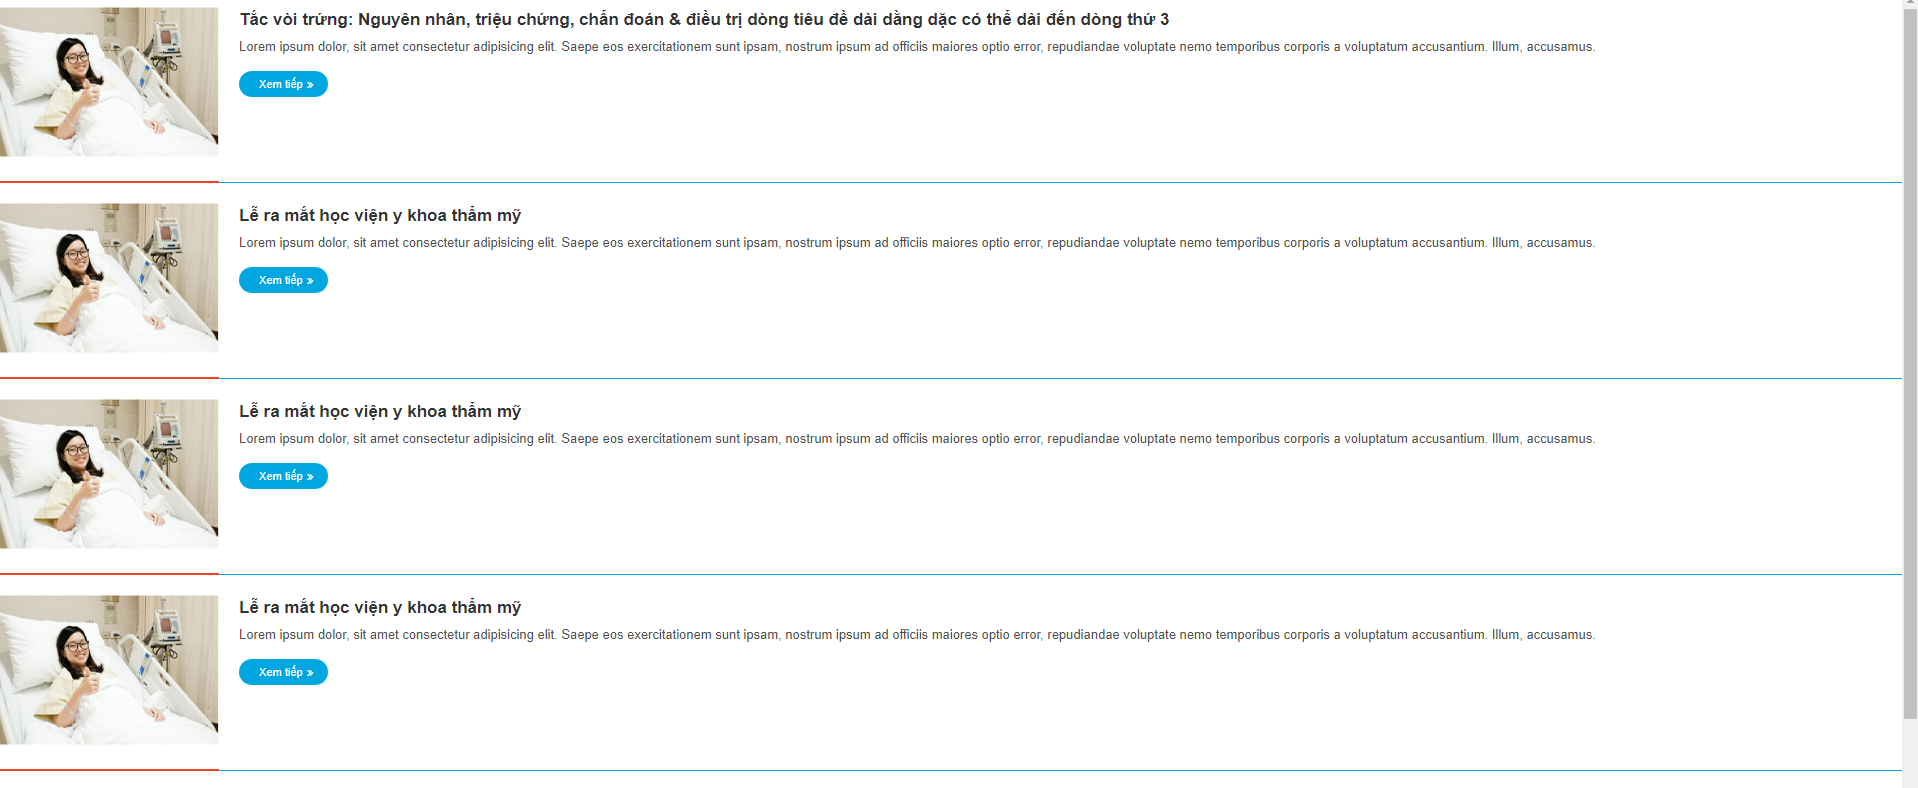 Tắc vòi trứng: Nguyên nhân, triệu chứng, chẩn đoán & điều trị dòng tiêu đề dài dằng dặc có thể dài đến dòng thứ 3
Lorem ipsum dolor, sit amet consectetur adipisicing elit. Saepe eos exercitationem sunt ipsam, nostrum ipsum ad officiis maiores optio error, repudiandae voluptate nemo temporibus corporis a voluptatum accusantium. Illum, accusamus.
Xem tiếp »
Lễ ra mắt học viện y khoa thẩm mỹ
Lorem ipsum dolor, sit amet consectetur adipisicing elit. Saepe eos exercitationem sunt ipsam, nostrum ipsum ad officiis maiores optio error, repudiandae voluptate nemo temporibus corporis a voluptatum accusantium. Illum, accusamus.
Xem tiếp »
Lễ ra mắt học viện y khoa thẩm mỹ
Lorem ipsum dolor, sit amet consectetur adipisicing elit. Saepe eos exercitationem sunt ipsam, nostrum ipsum ad officiis maiores optio error, repudiandae voluptate nemo temporibus corporis a voluptatum accusantium. Illum, accusamus.
Xem tiếp »
Lễ ra mắt học viện y khoa thẩm mỹ
Lorem ipsum dolor, sit amet consectetur adipisicing elit. Saepe eos exercitationem sunt ipsam, nostrum ipsum ad officiis maiores optio error, repudiandae voluptate nemo temporibus corporis a voluptatum accusantium. Illum, accusamus.
Xem tiếp »